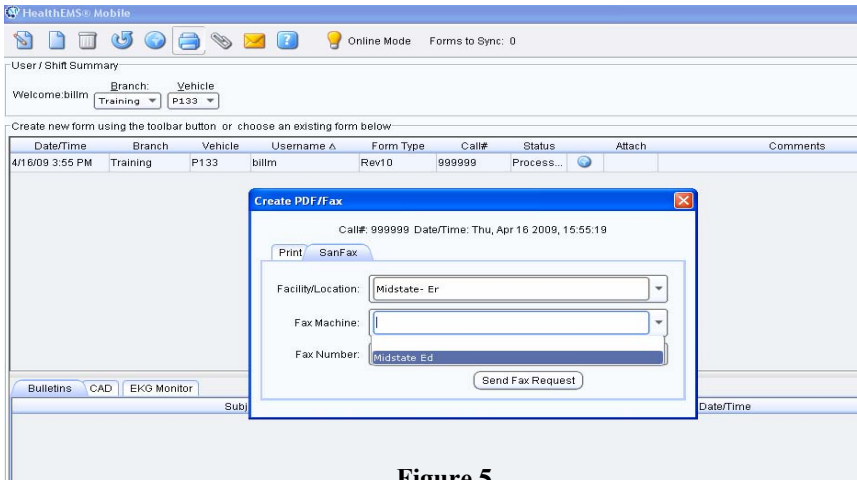 HealthEMS® Mobile
Online Mode Forms to Sync: 0
User / Shift Summary
Welcome:billm Branch: Training Vehicle P133
Create new form using the toolbar button or choose an existing form below
Date/Time Branch Vehicle Username Form Type Call# Status Attach Comments
4/16/09 3:55 PM Training P133 billm Rev10 999999 Process...
Create PDF/Fax
Call#: 999999 Date/Time: Thu, Apr 16 2009, 15:55:19
Print SanFax
Facility/Location: Midstate- Er
Fax Machine:
Midstate Ed
Fax Number:
Send Fax Request
Bulletins CAD EKG Monitor
Subj Date/Time
Figure 5